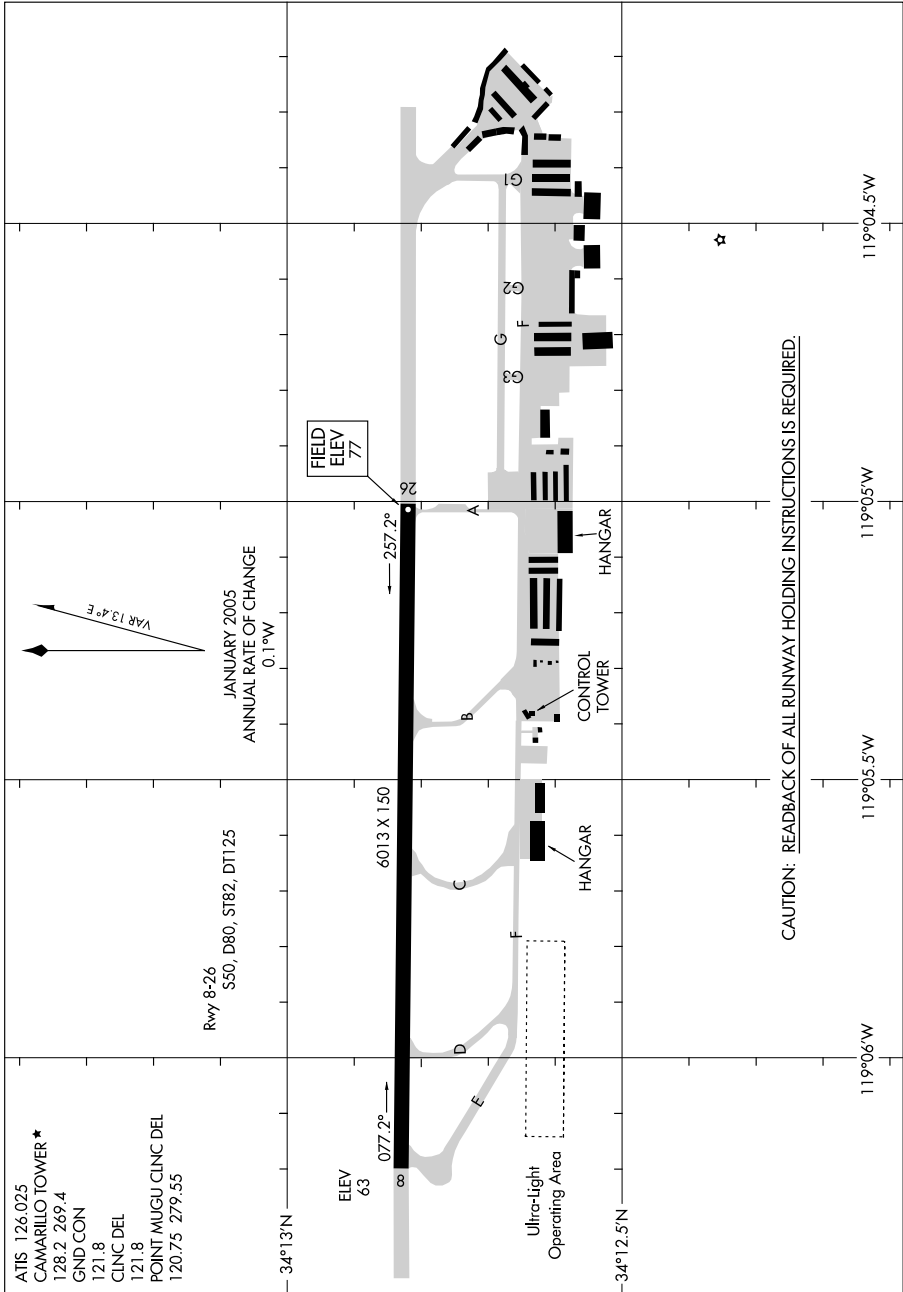 ATIS 126.025
CAMARILLO TOWER ★
128.2 269.4
GND CON
121.8
CLNC DEL
121.8
POINT MUGU CLNC DEL
120.75 279.55
Rwy 8-26
S50, D80, ST82, DT125
VAR 13.4° E
JANUARY 2005
ANNUAL RATE OF CHANGE
0.1°W
34°13'N
FIELD
ELEV
77
ELEV
63
8
077.2°
6013 X 150
257.2°
26
A
B
C
D
E
F
F
G
G1
G2
G3
Ultra-Light
Operating Area
HANGAR
CONTROL
TOWER
HANGAR
34°12.5'N
CAUTION: READBACK OF ALL RUNWAY HOLDING INSTRUCTIONS IS REQUIRED.
119°06'W
119°05.5'W
119°05'W
119°04.5'W